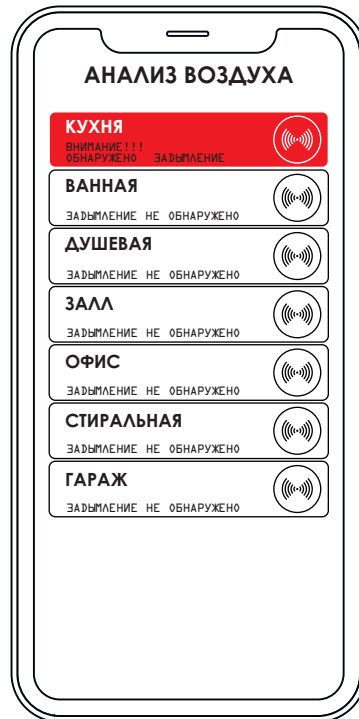 АНАЛИЗ ВОЗДУХА
КУХНЯ
ВНИМАНИЕ!!!
ОБНАРУЖЕНО ЗАДЫМЛЕНИЕ
ВАННАЯ
ЗАДЫМЛЕНИЕ НЕ ОБНАРУЖЕНО
ДУШЕВАЯ
ЗАДЫМЛЕНИЕ НЕ ОБНАРУЖЕНО
ЗАЛЛ
ЗАДЫМЛЕНИЕ НЕ ОБНАРУЖЕНО
ОФИС
ЗАДЫМЛЕНИЕ НЕ ОБНАРУЖЕНО
СТИРАЛЬНАЯ
ЗАДЫМЛЕНИЕ НЕ ОБНАРУЖЕНО
ГАРАЖ
ЗАДЫМЛЕНИЕ НЕ ОБНАРУЖЕНО